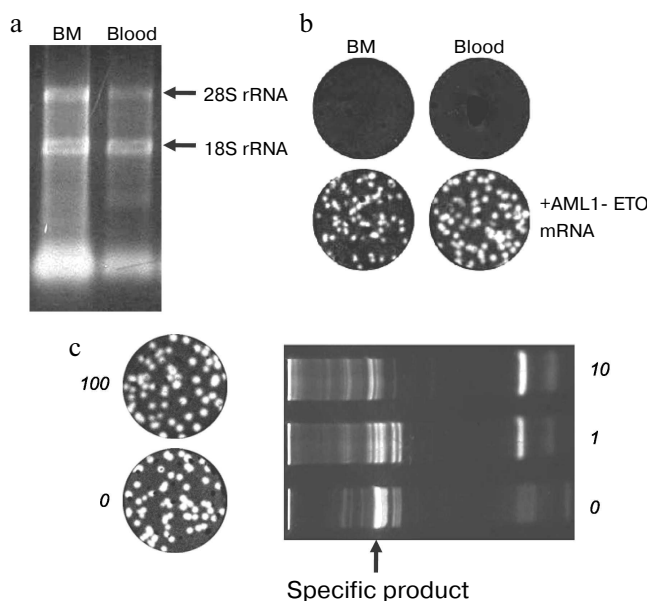 a
BM Blood
28S rRNA
18S rRNA
b
BM Blood
+AML1- ETO
mRNA
c
100
0
10
1
0
Specific product